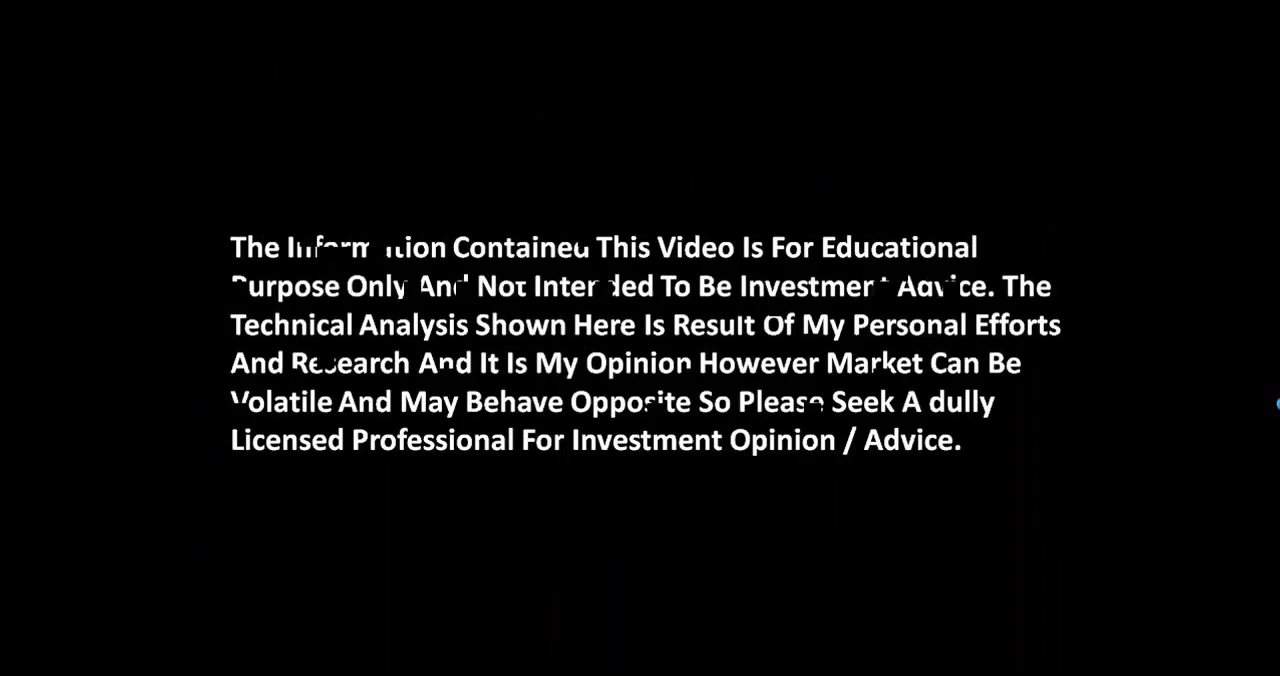 The Information Contained This Video Is For Educational
Purpose Only And Not Intended To Be Investment Advice. The
Technical Analysis Shown Here Is Result Of My Personal Efforts
And Research And It Is My Opinion However Market Can Be
Volatile And May Behave Opposite So Please Seek A dully
Licensed Professional For Investment Opinion / Advice.